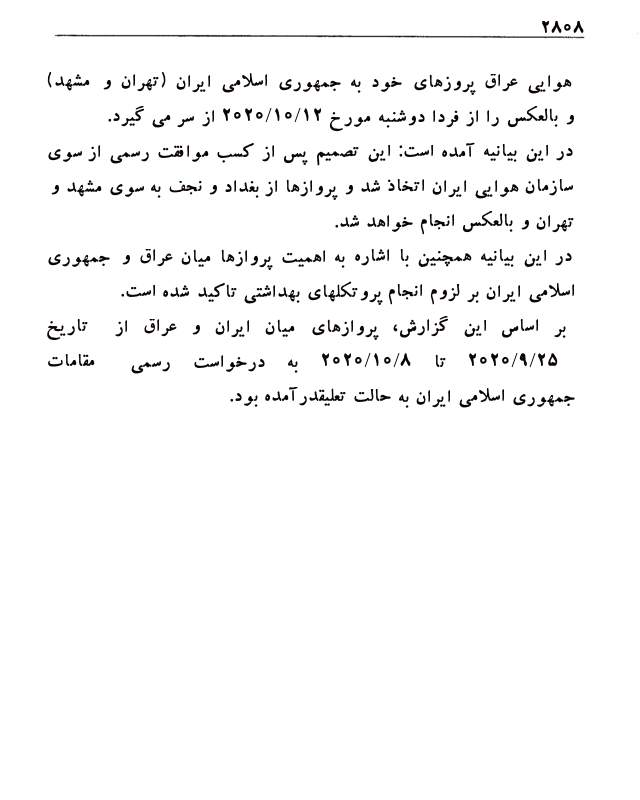 ۲۸۰۸
هوایی عراق پروزهای خود به جمهوری اسلامی ایران (تهران و مشهد)
و بالعکس را از فردا دوشنبه مورخ ۲۰۲۰/۱۰/۱۲ از سر می گیرد.
در این بیانیه آمده است: این تصمیم پس از کسب موافقت رسمی از سوی
سازمان هوایی ایران اتخاذ شد و پروازها از بغداد و نجف به سوی مشهد و
تهران و بالعکس انجام خواهد شد.
در این بیانیه همچنین با اشاره به اهمیت پروازها میان عراق و جمهوری
اسلامی ایران بر لزوم انجام پروتکلهای بهداشتی تاکید شده است.
بر اساس این گزارش، پروازهای میان ایران و عراق از تاریخ
۲۰۲۰/۹/۲۵ تا ۲۰۲۰/۱۰/۸ به درخواست رسمی مقامات
جمهوری اسلامی ایران به حالت تعلیقدرآمده بود.